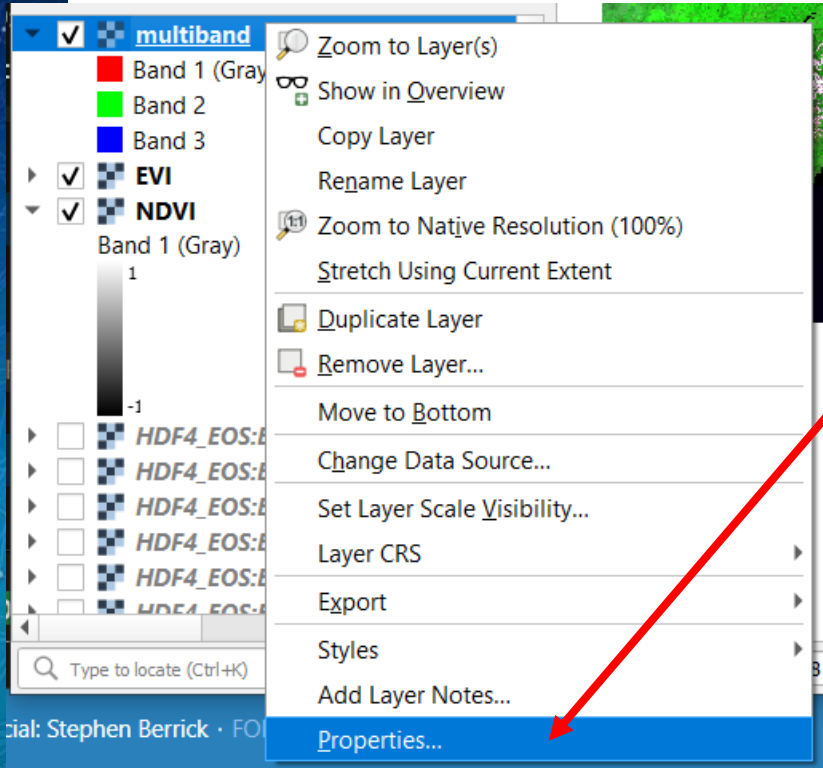 multiband
Band 1 (Gray
Band 2
Band 3
EVI
NDVI
Band 1 (Gray)
1
-1
HDF4_EOS:E
HDF4_EOS:E
HDF4_EOS:E
HDF4_EOS:E
HDF4_EOS:E
HDF4_EOS:E
Type to locate (Ctrl+K)
Zoom to Layer(s)
Show in Overview
Copy Layer
Rename Layer
1:1 Zoom to Native Resolution (100%)
Stretch Using Current Extent
Duplicate Layer
Remove Layer...
Move to Bottom
Change Data Source...
Set Layer Scale Visibility...
Layer CRS
Export
Styles
Add Layer Notes...
Properties...
cial: Stephen Berrick · FO